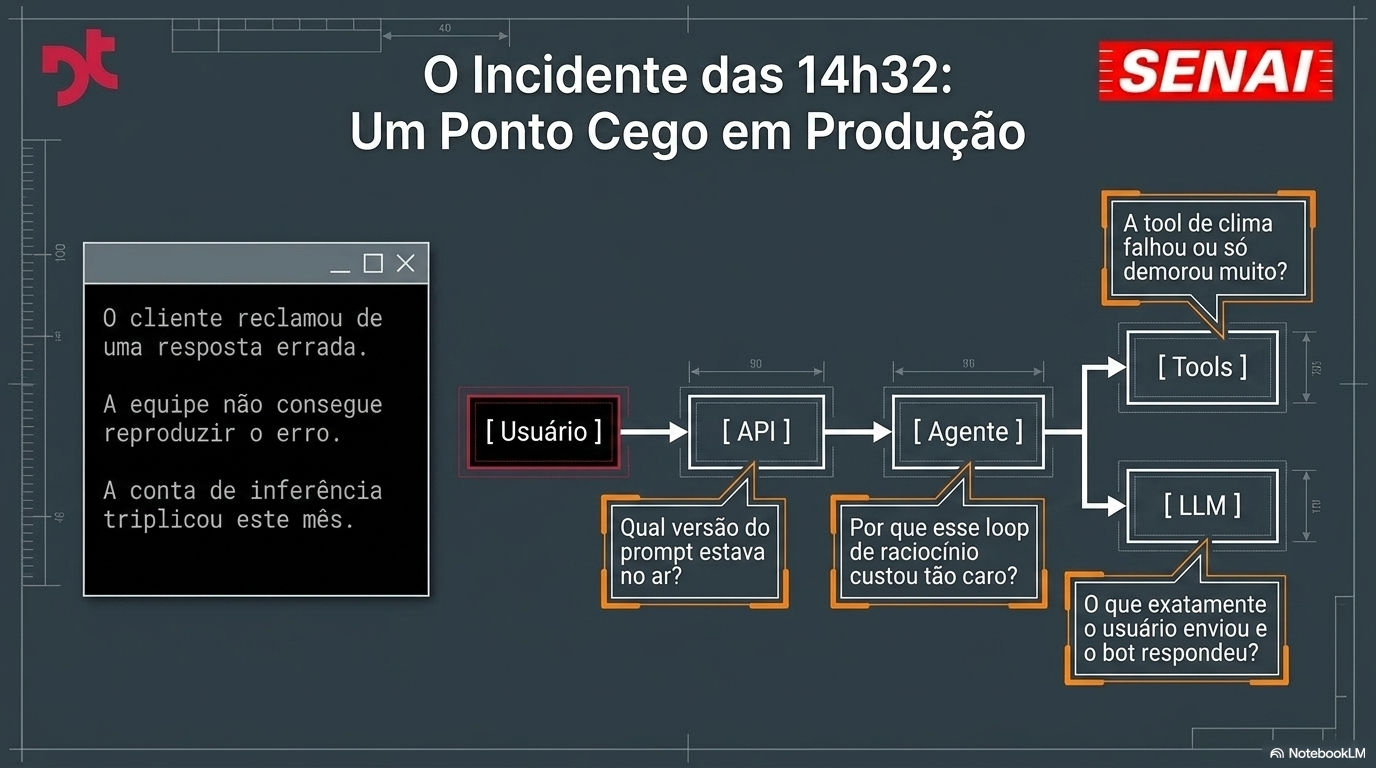 O Incidente das 14h32:
Um Ponto Cego em Produção
SENAI
O cliente reclamou de
uma resposta errada.
A equipe não consegue
reproduzir o erro.
A conta de inferência
triplicou este mês.
[ Usuário ]
[ API ]
[ Agente ]
[ Tools ]
[ LLM ]
A tool de clima
falhou ou só
demorou muito?
Qual versão do
prompt estava
no ar?
Por que esse loop
de raciocínio
custou tão caro?
O que exatamente
o usuário enviou e
o bot respondeu?
40
100
90
NotebookLM